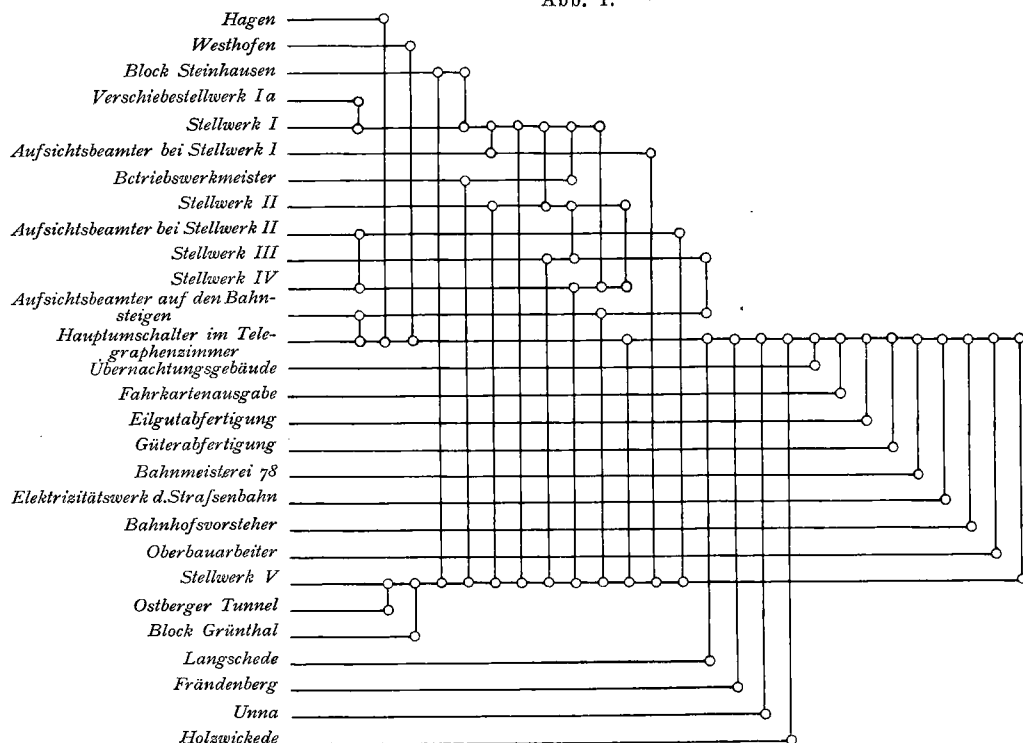 Abb. 1.
Hagen
Westhofen
Block Steinhausen
Verschiebestellwerk Ia
Stellwerk I
Aufsichtsbeamter bei Stellwerk I
Betriebswerkmeister
Stellwerk II
Aufsichtsbeamter bei Stellwerk II
Stellwerk III
Stellwerk IV
Aufsichtsbeamter auf den Bahn-
steigen
Hauptumschalter im Tele-
graphenzimmer
Übernachtungsgebäude
Fahrkartenausgabe
Eilgutabfertigung
Güterabfertigung
Bahnmeisterei 78
Elektrizitätswerk d. Straſsenbahn
Bahnhofsvorsteher
Oberbauarbeiter
Stellwerk V
Ostberger Tunnel
Block Grünthal
Langschede
Frändenberg
Unna
Holzwickede